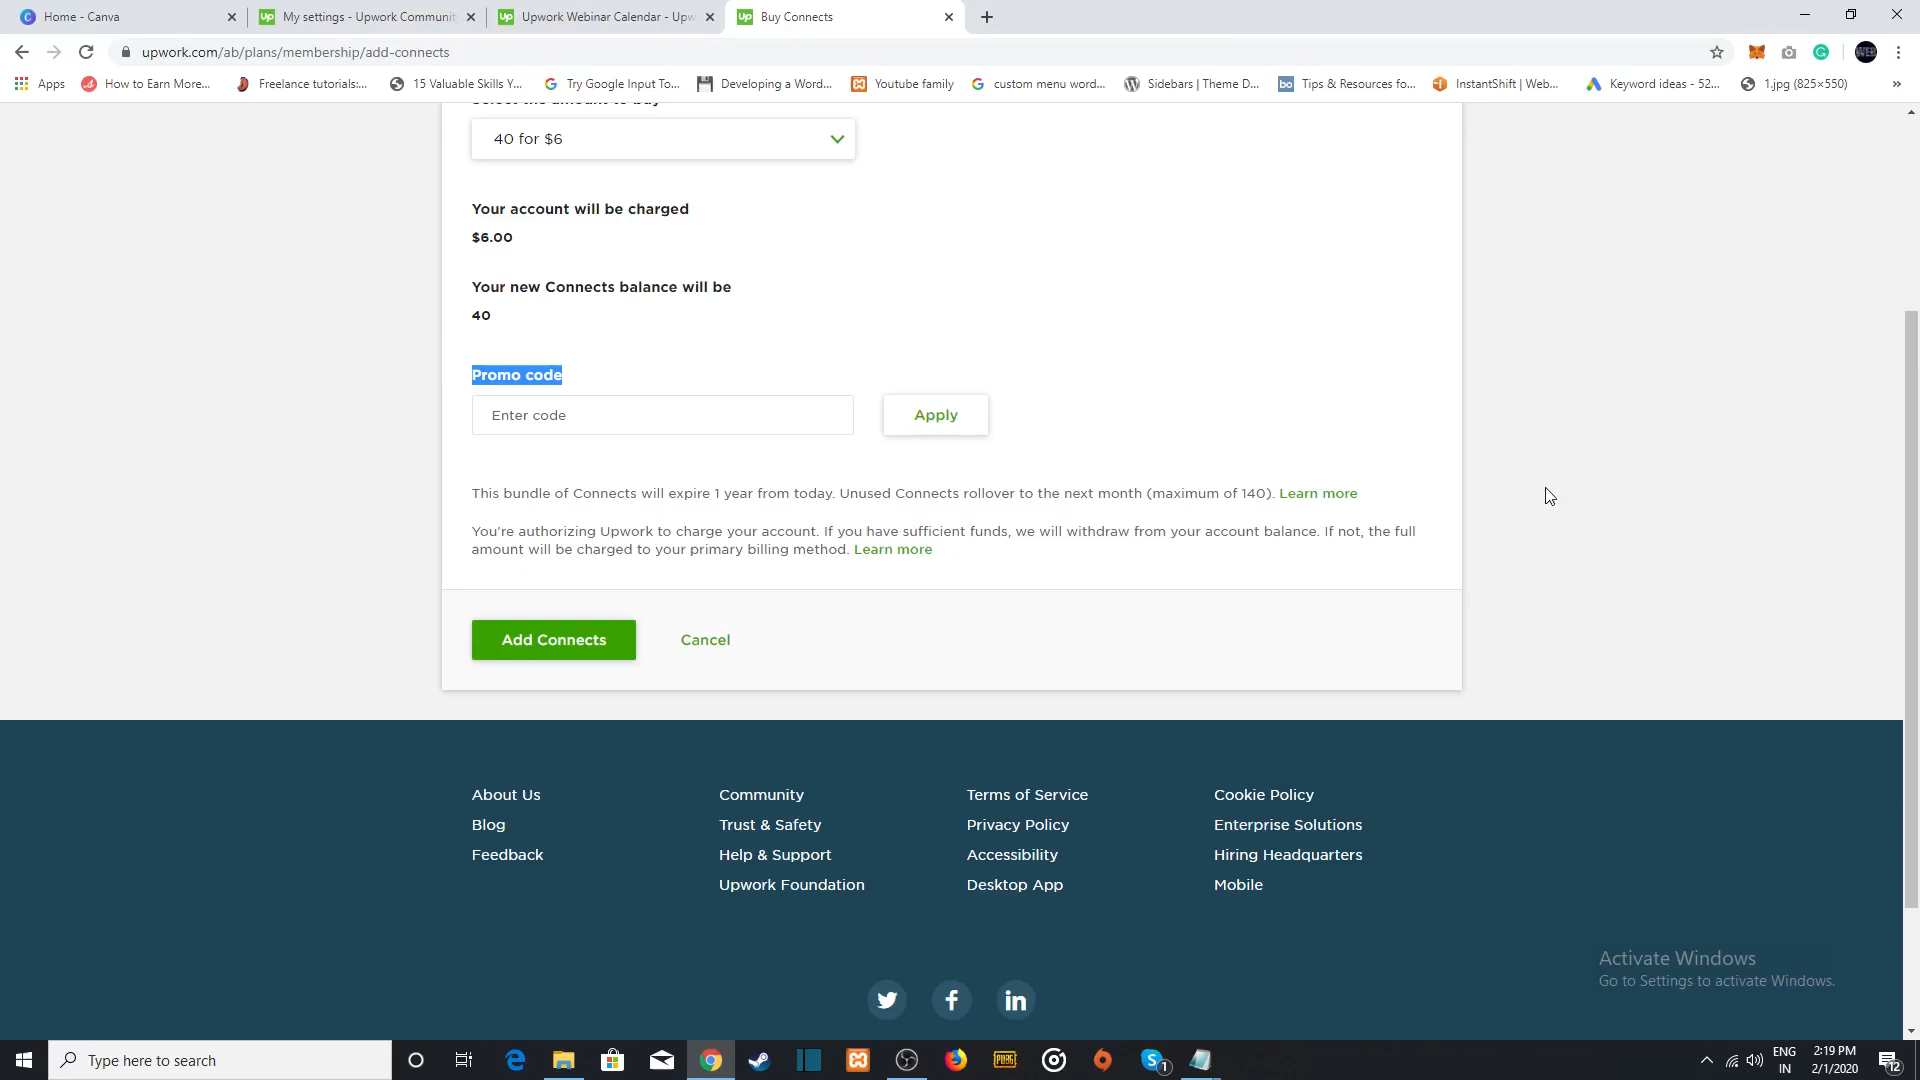 Home - Canva
My settings - Upwork Communit
Upwork Webinar Calendar - Upw
Buy Connects
upwork.com/ab/plans/membership/add-connects
Apps
How to Earn More...
Freelance tutorials:...
15 Valuable Skills Y...
Try Google Input To...
Developing a Word...
Youtube family
custom menu word...
Sidebars | Theme D...
Tips & Resources fo...
InstantShift | Web...
Keyword ideas - 52...
1.jpg (825×550)
40 for $6
Your account will be charged
$6.00
Your new Connects balance will be
40
Promo code
Enter code
Apply
This bundle of Connects will expire 1 year from today. Unused Connects rollover to the next month (maximum of 140). Learn more
You're authorizing Upwork to charge your account. If you have sufficient funds, we will withdraw from your account balance. If not, the full
amount will be charged to your primary billing method. Learn more
Add Connects
Cancel
About Us
Community
Terms of Service
Cookie Policy
Blog
Trust & Safety
Privacy Policy
Enterprise Solutions
Feedback
Help & Support
Accessibility
Hiring Headquarters
Upwork Foundation
Desktop App
Mobile
Activate Windows
Go to Settings to activate Windows.
Type here to search
ENG
IN
2:19 PM
2/1/2020
12